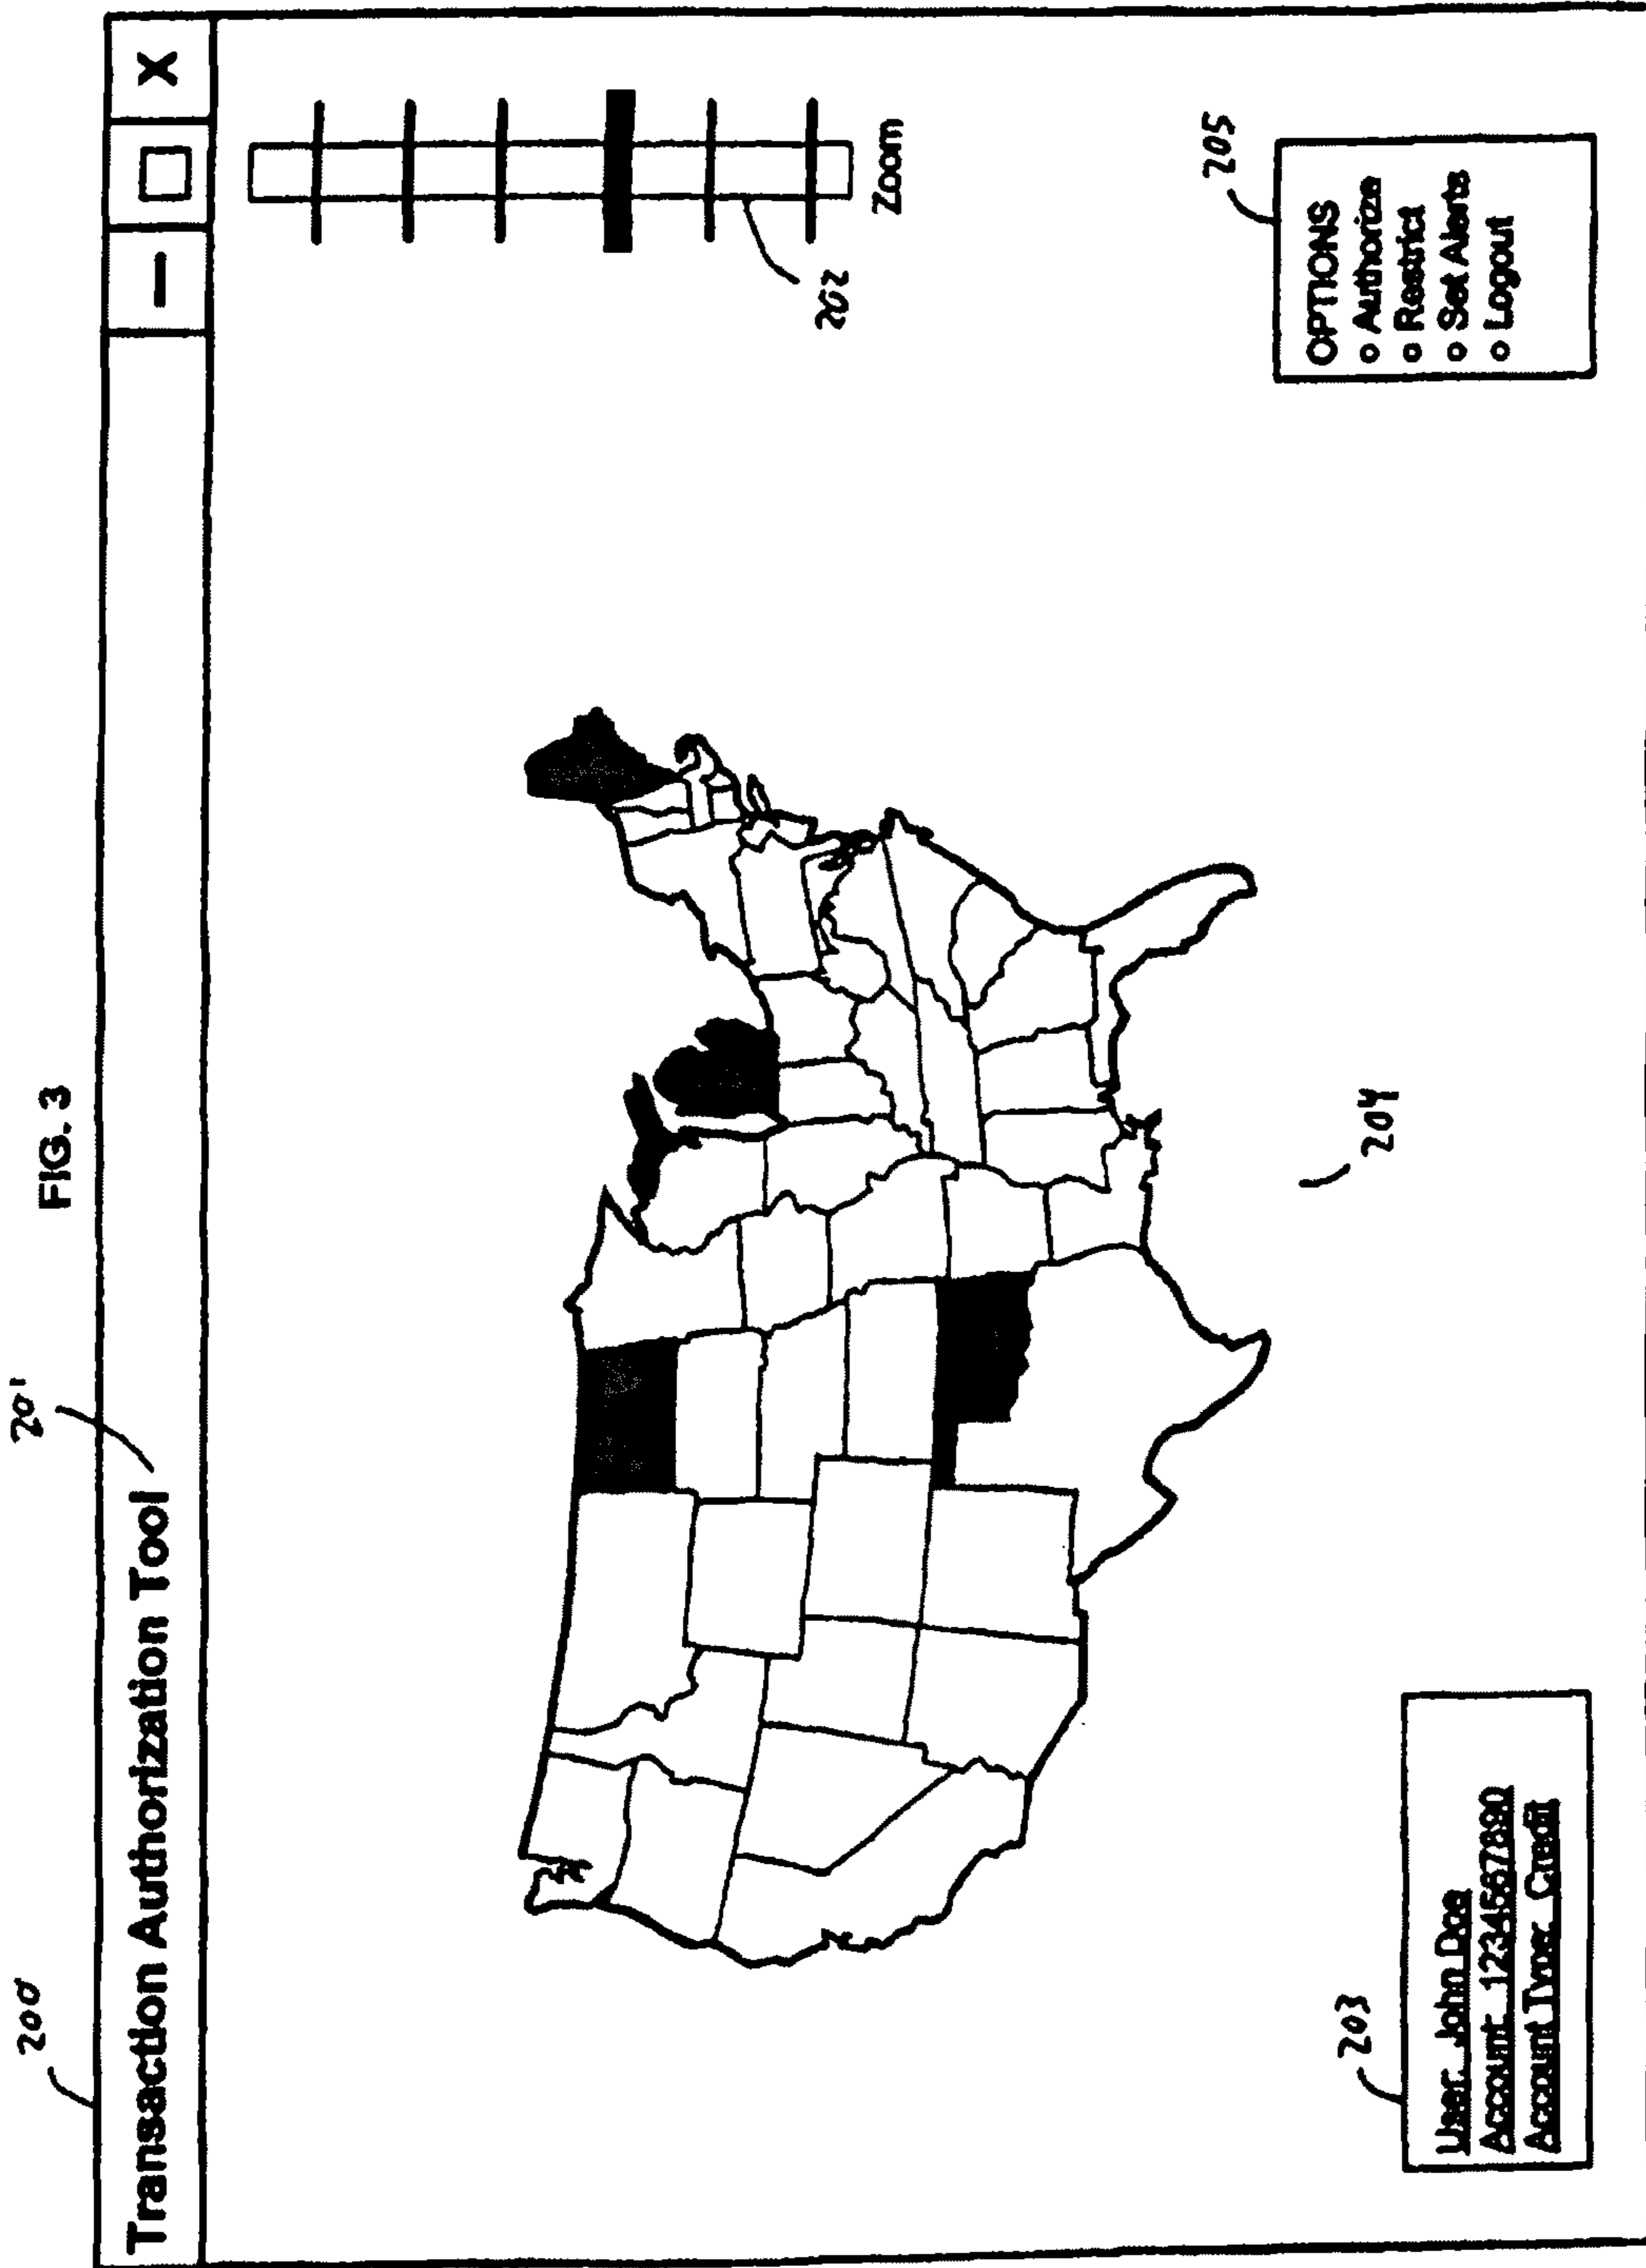 FIG. 3
200
201
Transaction Authorization Tool
X
202
Zoom
204
203
User: John Doe
Account: 1234567890
Account Type: Credit
205
OPTIONS
o Authorize
o Restrict
o Set Alerts
o Logout